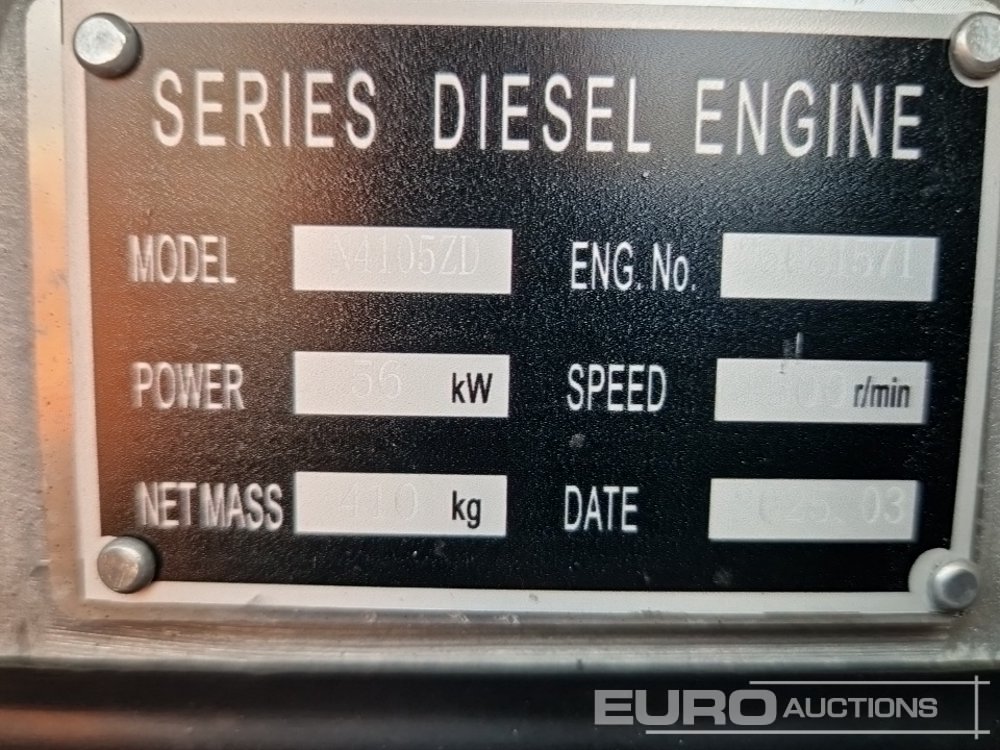 SERIES DIESEL ENGINE
MODEL N4105ZD ENG. No.
POWER 56 kW SPEED r/min
NET MASS 410 kg DATE
EURO AUCTIONS